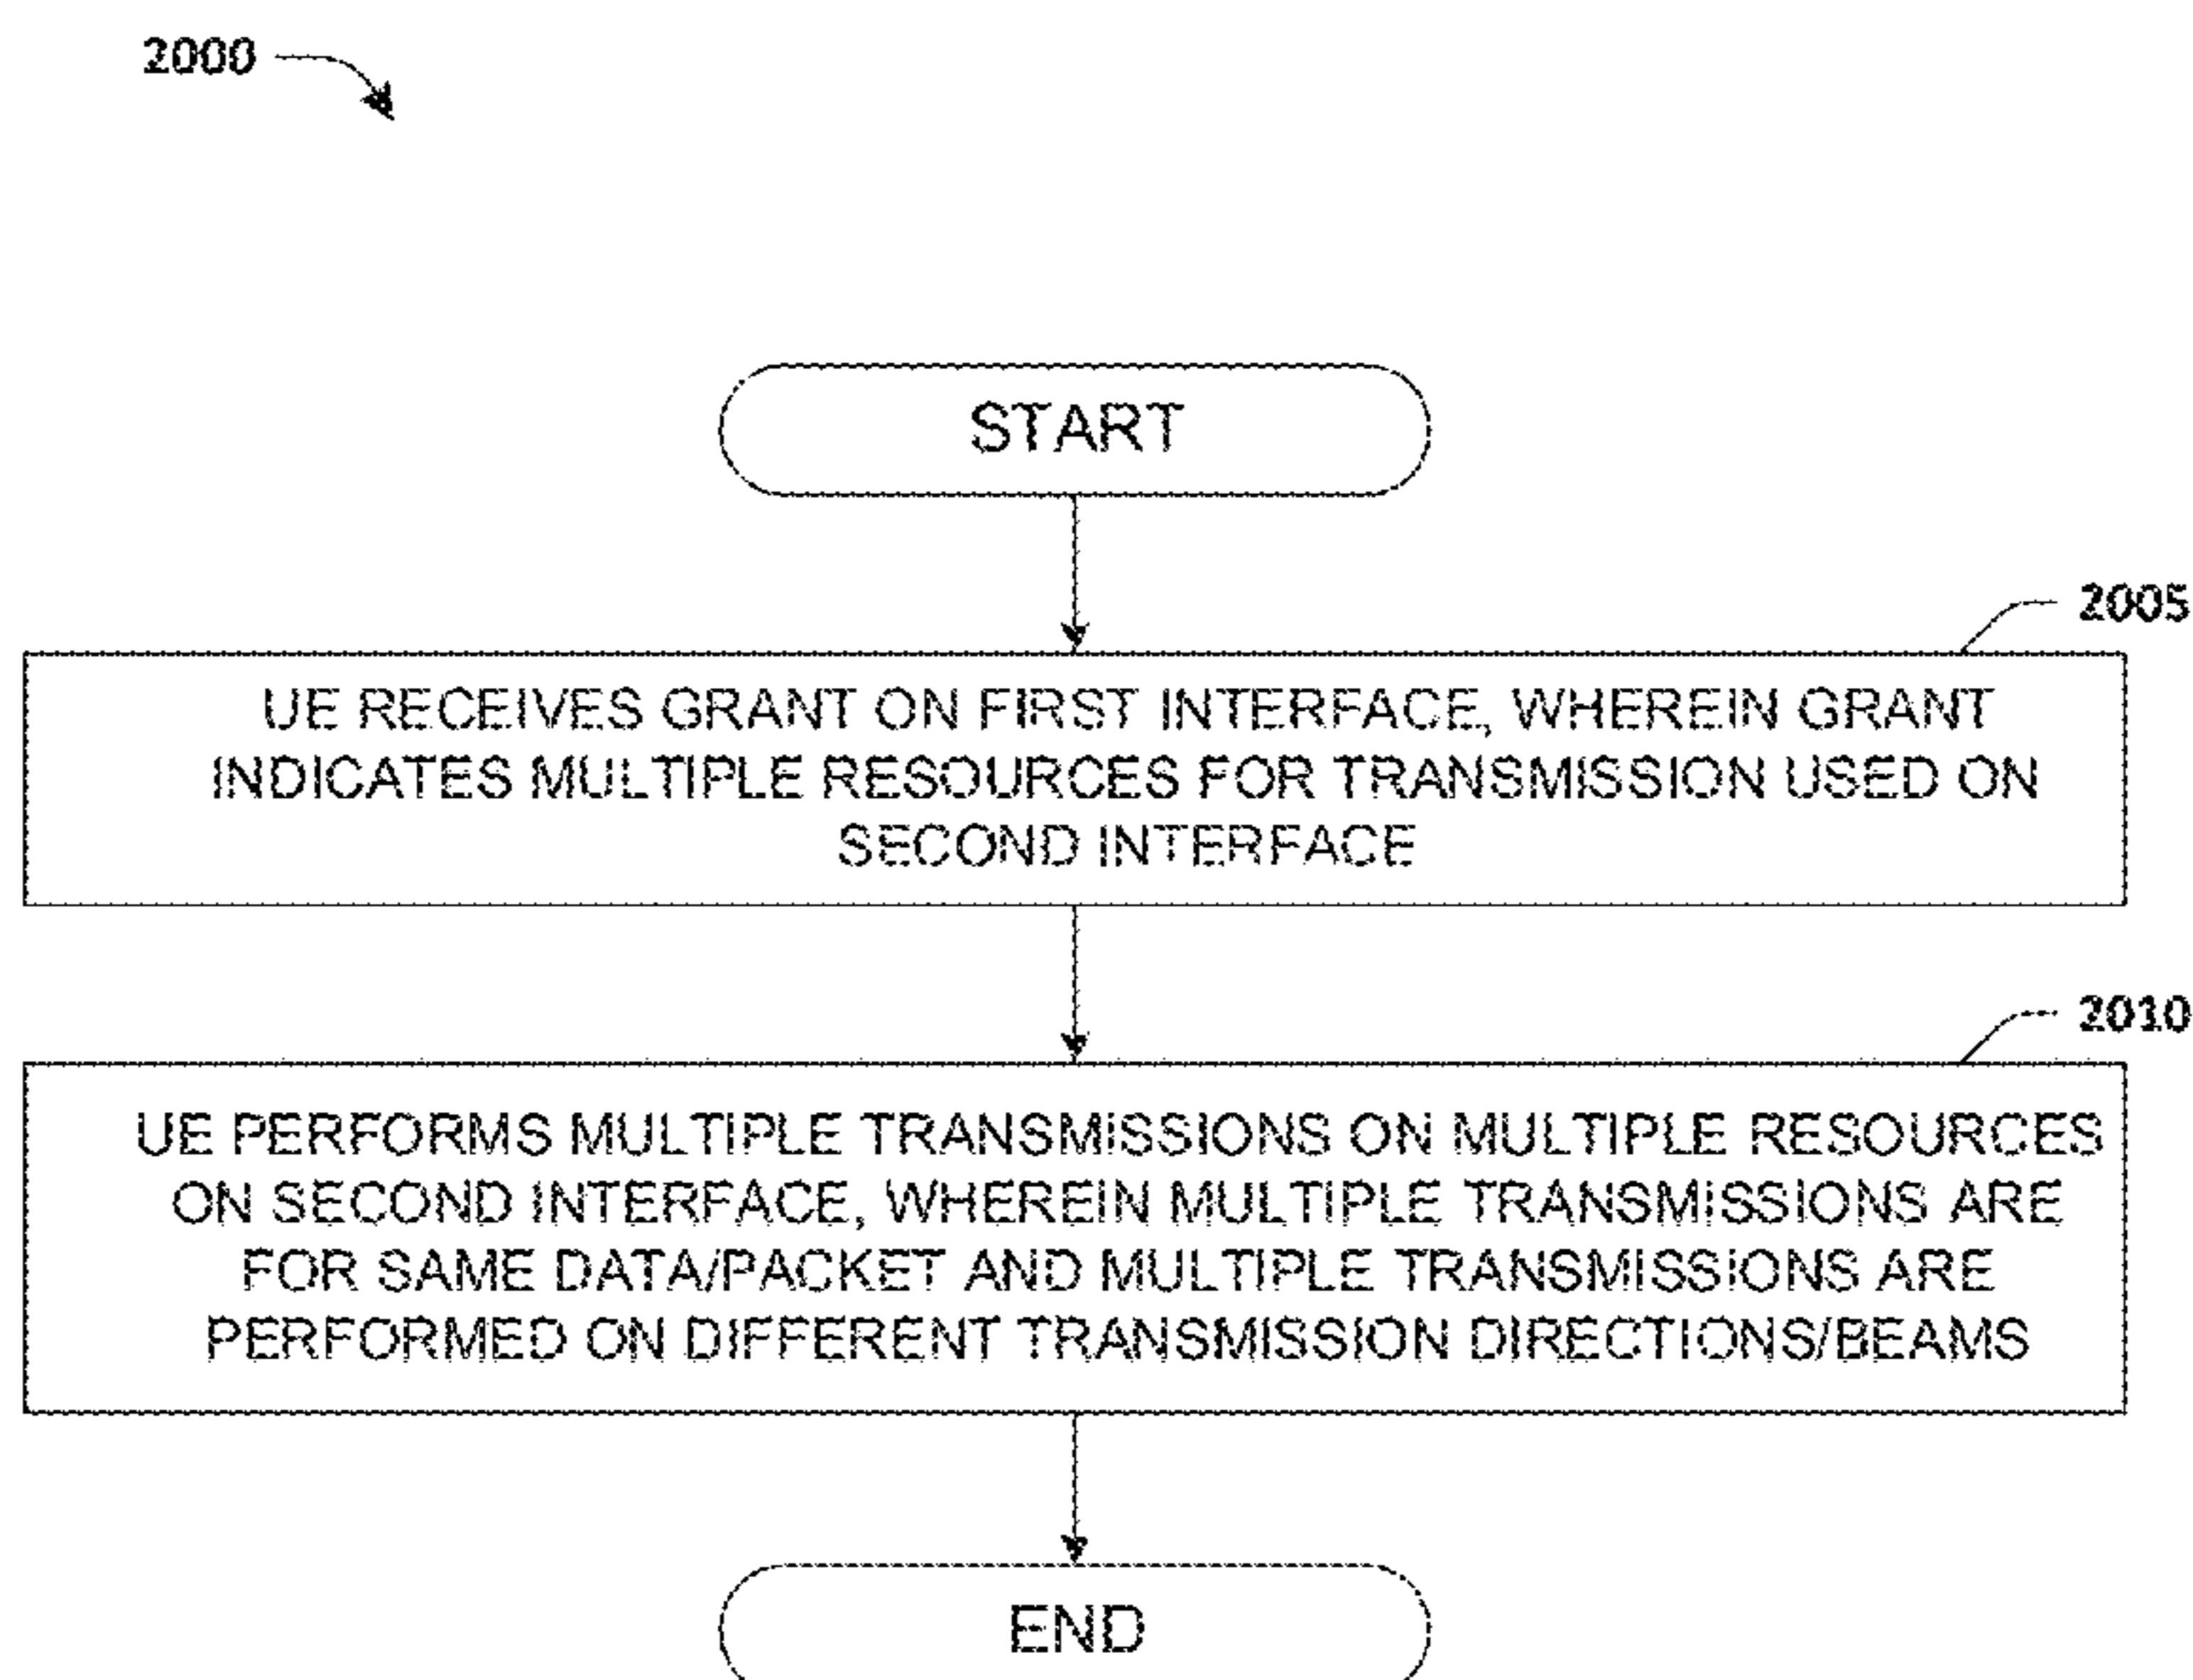 2000
START
2005
UE RECEIVES GRANT ON FIRST INTERFACE, WHEREIN GRANT
INDICATES MULTIPLE RESOURCES FOR TRANSMISSION USED ON
SECOND INTERFACE
2010
UE PERFORMS MULTIPLE TRANSMISSIONS ON MULTIPLE RESOURCES
ON SECOND INTERFACE, WHEREIN MULTIPLE TRANSMISSIONS ARE
FOR SAME DATA/PACKET AND MULTIPLE TRANSMISSIONS ARE
PERFORMED ON DIFFERENT TRANSMISSION DIRECTIONS/BEAMS
END